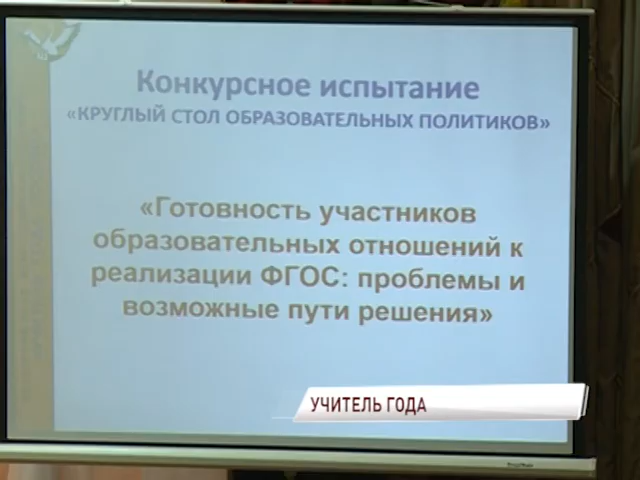 Конкурсное испытание
«КРУГЛЫЙ СТОЛ ОБРАЗОВАТЕЛЬНЫХ ПОЛИТИКОВ»
«Готовность участников
образовательных отношений к
реализации ФГОС: проблемы и
возможные пути решения»
УЧИТЕЛЬ ГОДА